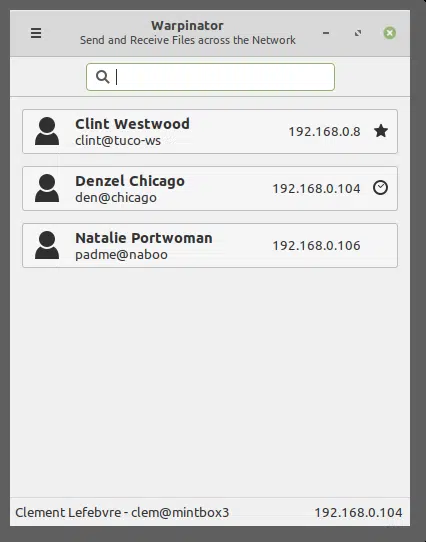 Warpinator
Send and Receive Files across the Network
Clint Westwood
clint@tuco-ws
192.168.0.8
Denzel Chicago
den@chicago
192.168.0.104
Natalie Portwoman
padme@naboo
192.168.0.106
Clement Lefebvre - clem@mintbox3 192.168.0.104